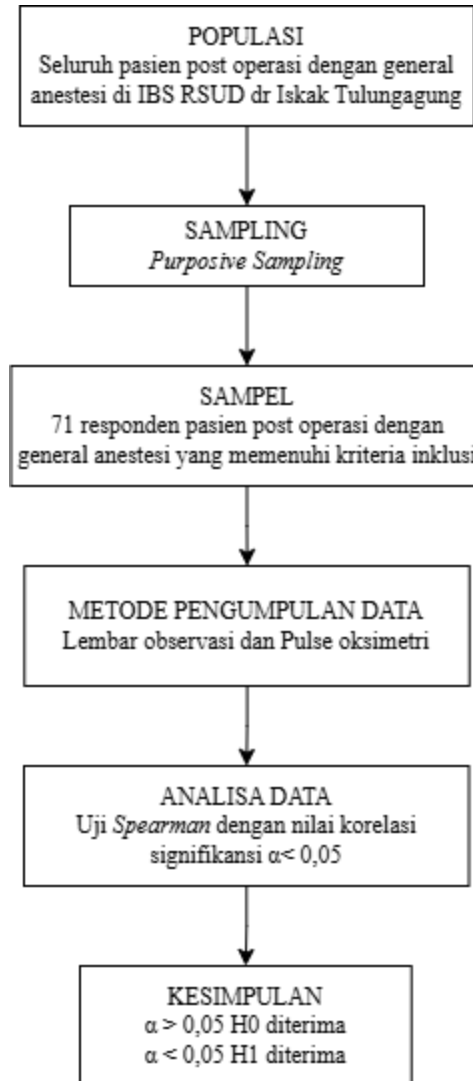 POPULASI
Seluruh pasien post operasi dengan general
anestesi di IBS RSUD dr Iskak Tulungagung
SAMPLING
Purposive Sampling
SAMPEL
71 responden pasien post operasi dengan
general anestesi yang memenuhi kriteria inklusi
METODE PENGUMPULAN DATA
Lembar observasi dan Pulse oksimetri
ANALISA DATA
Uji Spearman dengan nilai korelasi
signifikansi α< 0,05
KESIMPULAN
α > 0,05 H0 diterima
α < 0,05 H1 diterima